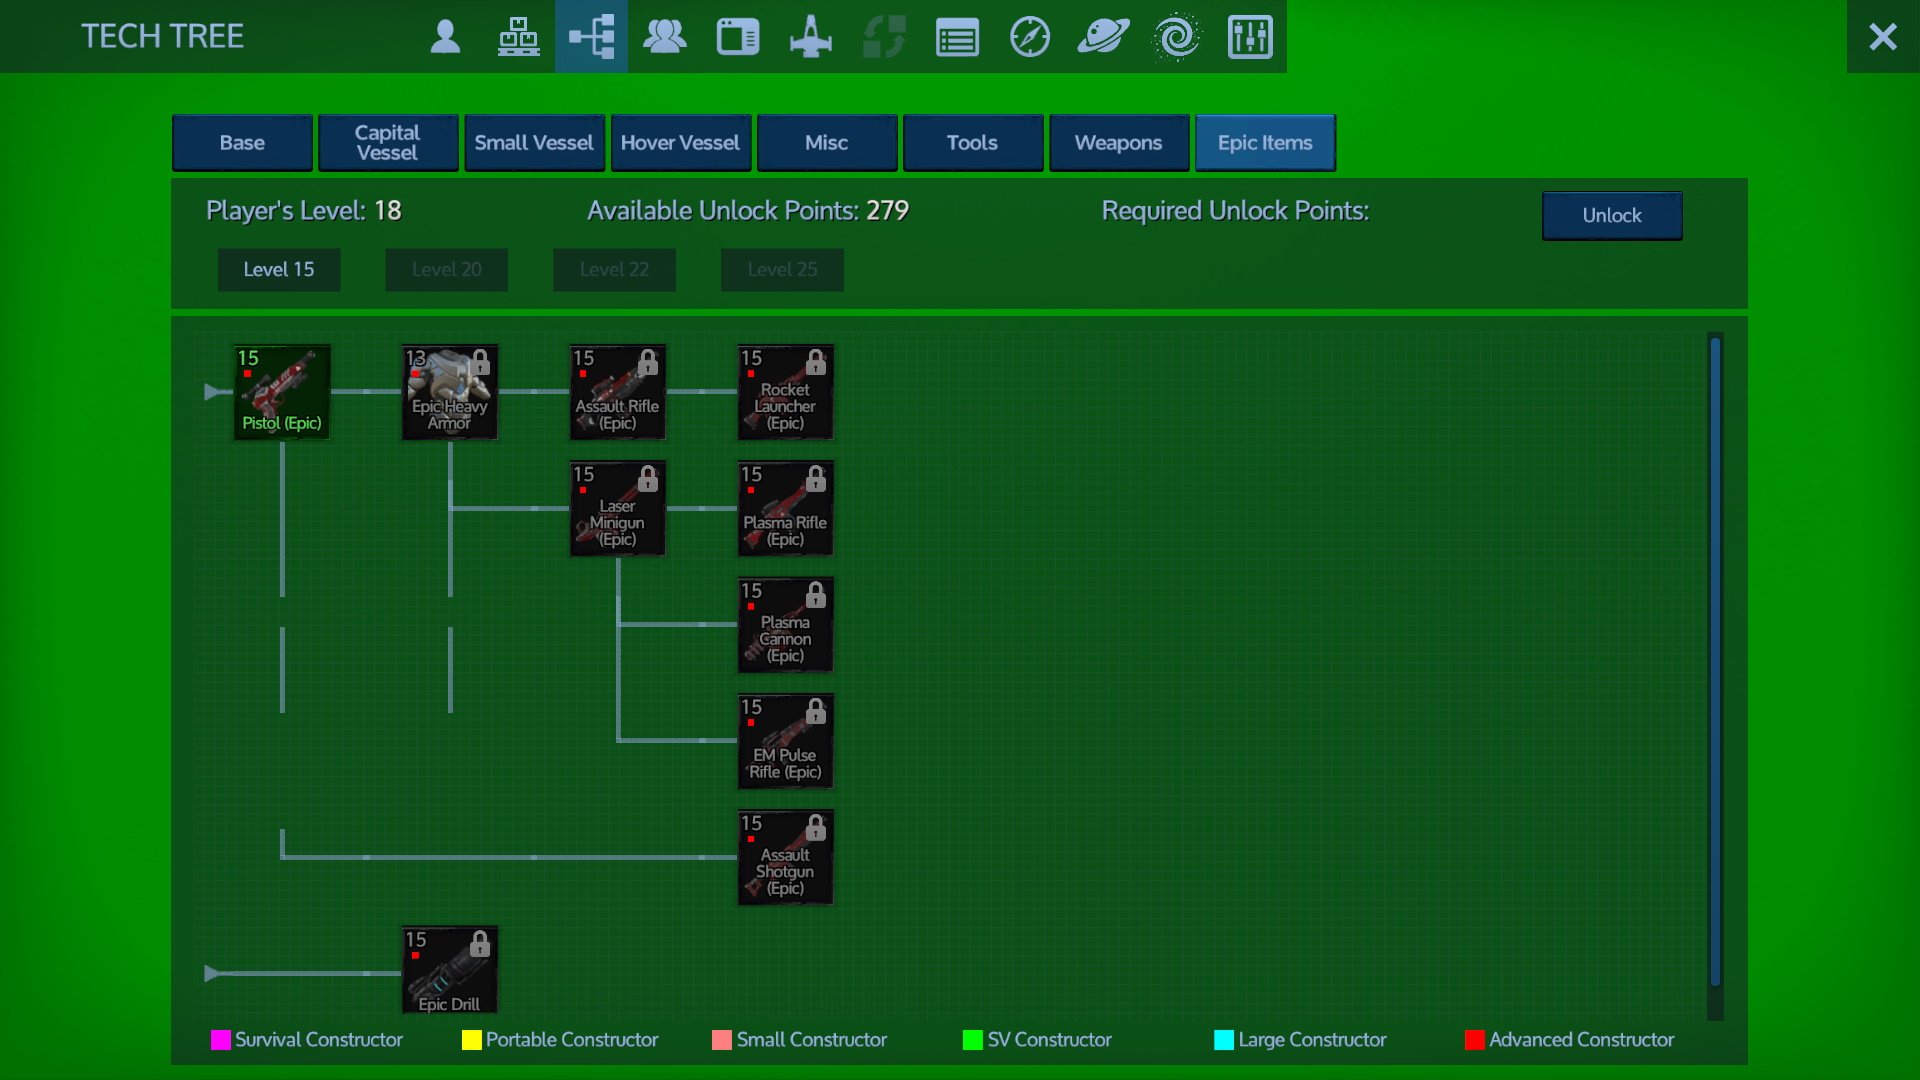 TECH TREE
Base
Capital
Vessel
Small Vessel
Hover Vessel
Misc
Tools
Weapons
Epic Items
Player's Level: 18
Available Unlock Points: 279
Required Unlock Points:
Unlock
Level 15
Level 20
Level 22
Level 25
15
Pistol (Epic)
13
Epic Heavy
Armor
15
Assault Rifle
(Epic)
15
Rocket
Launcher
(Epic)
15
Laser
Minigun
(Epic)
15
Plasma Rifle
(Epic)
15
Plasma
Cannon
(Epic)
15
EM Pulse
Rifle (Epic)
15
Assault
Shotgun
(Epic)
15
Epic Drill
Survival Constructor
Portable Constructor
Small Constructor
SV Constructor
Large Constructor
Advanced Constructor